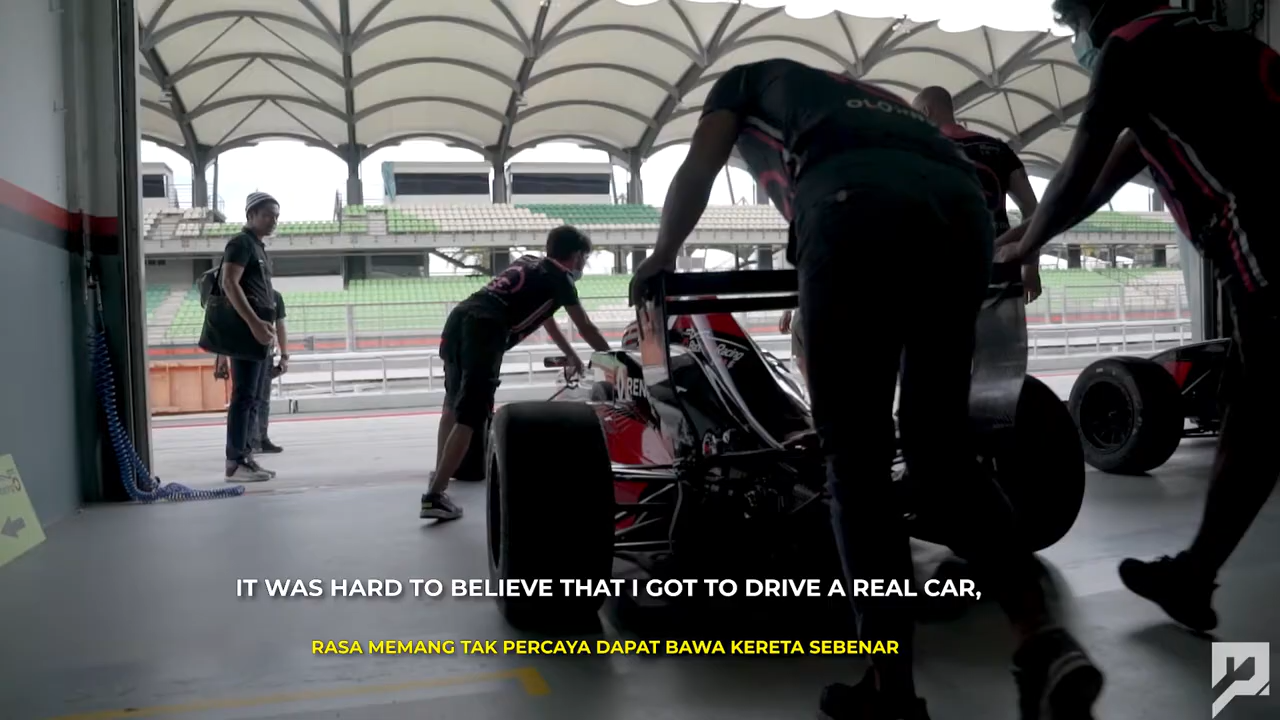 IT WAS HARD TO BELIEVE THAT I GOT TO DRIVE A REAL CAR,
RASA MEMANG TAK PERCAYA DAPAT BAWA KERETA SEBENAR